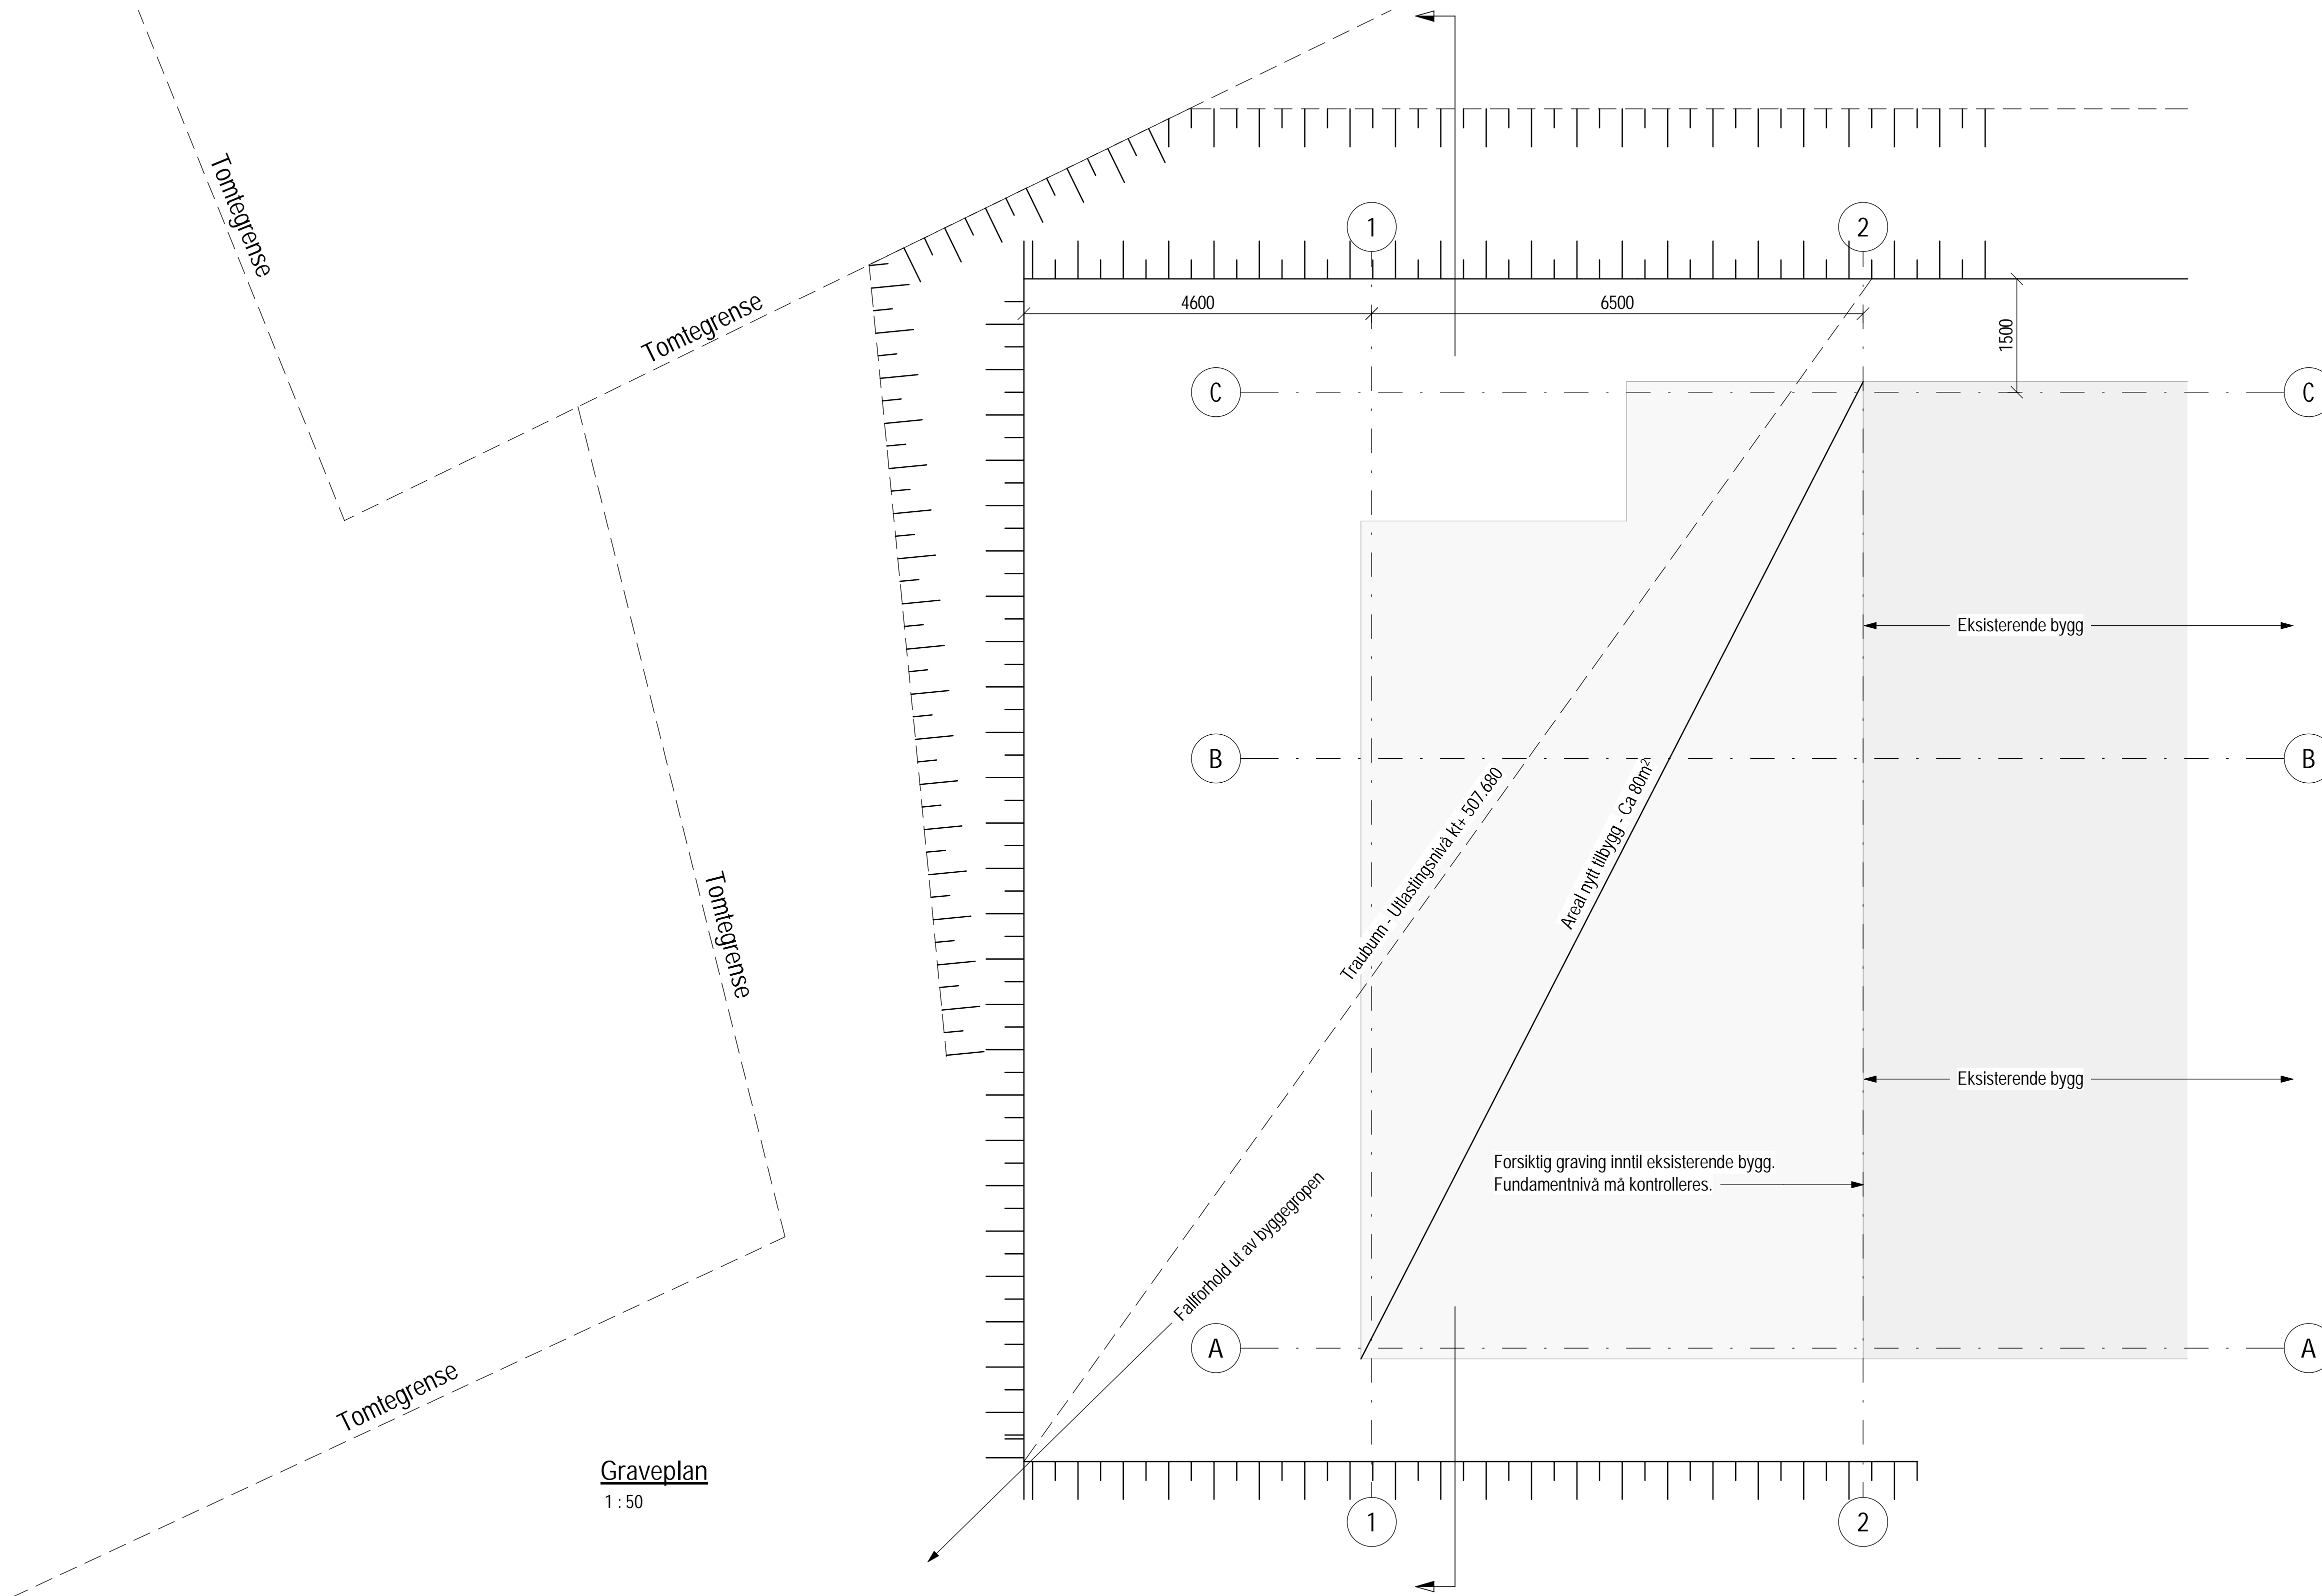 Tomtegrense
1
2
Tomtegrense
4600
6500
1500
C
C
Eksisterende bygg
B
B
Traubunn - Utlastingsnivå kt+ 507.680
Areal nytt tilbygg - Ca 80m²
Tomtegrense
Eksisterende bygg
Forsiktig graving inntil eksisterende bygg.
Fundamentnivå må kontrolleres.
Fallforhold ut av byggegropen
A
A
Tomtegrense
Graveplan
1 : 50
1
2